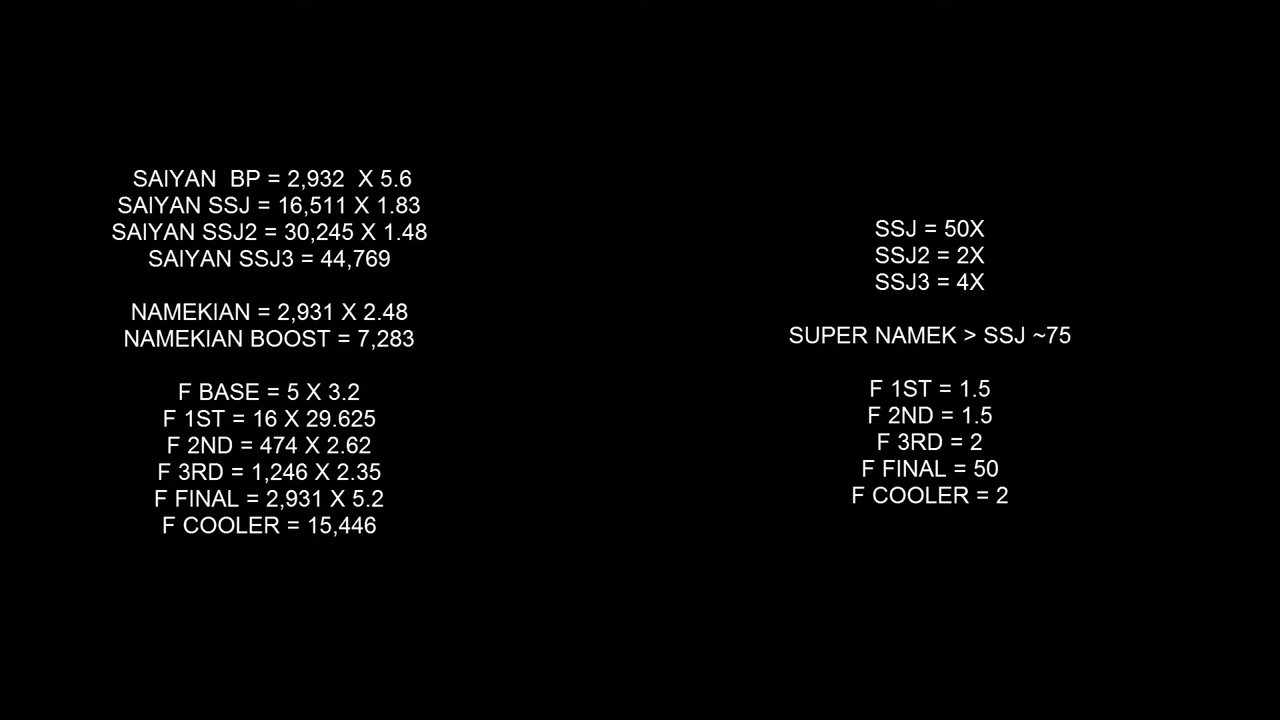 SAIYAN  BP = 2,932  X 5.6
SAIYAN SSJ = 16,511 X 1.83
SAIYAN SSJ2 = 30,245 X 1.48
SAIYAN SSJ3 = 44,769
NAMEKIAN = 2,931 X 2.48
NAMEKIAN BOOST = 7,283
F BASE = 5 X 3.2
F 1ST = 16 X 29.625
F 2ND = 474 X 2.62
F 3RD = 1,246 X 2.35
F FINAL = 2,931 X 5.2
F COOLER = 15,446
SSJ = 50X
SSJ2 = 2X
SSJ3 = 4X
SUPER NAMEK > SSJ ~75
F 1ST = 1.5
F 2ND = 1.5
F 3RD = 2
F FINAL = 50
F COOLER = 2